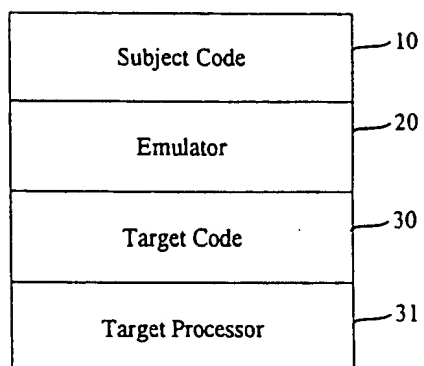 Subject Code
10
Emulator
20
Target Code
30
Target Processor
31